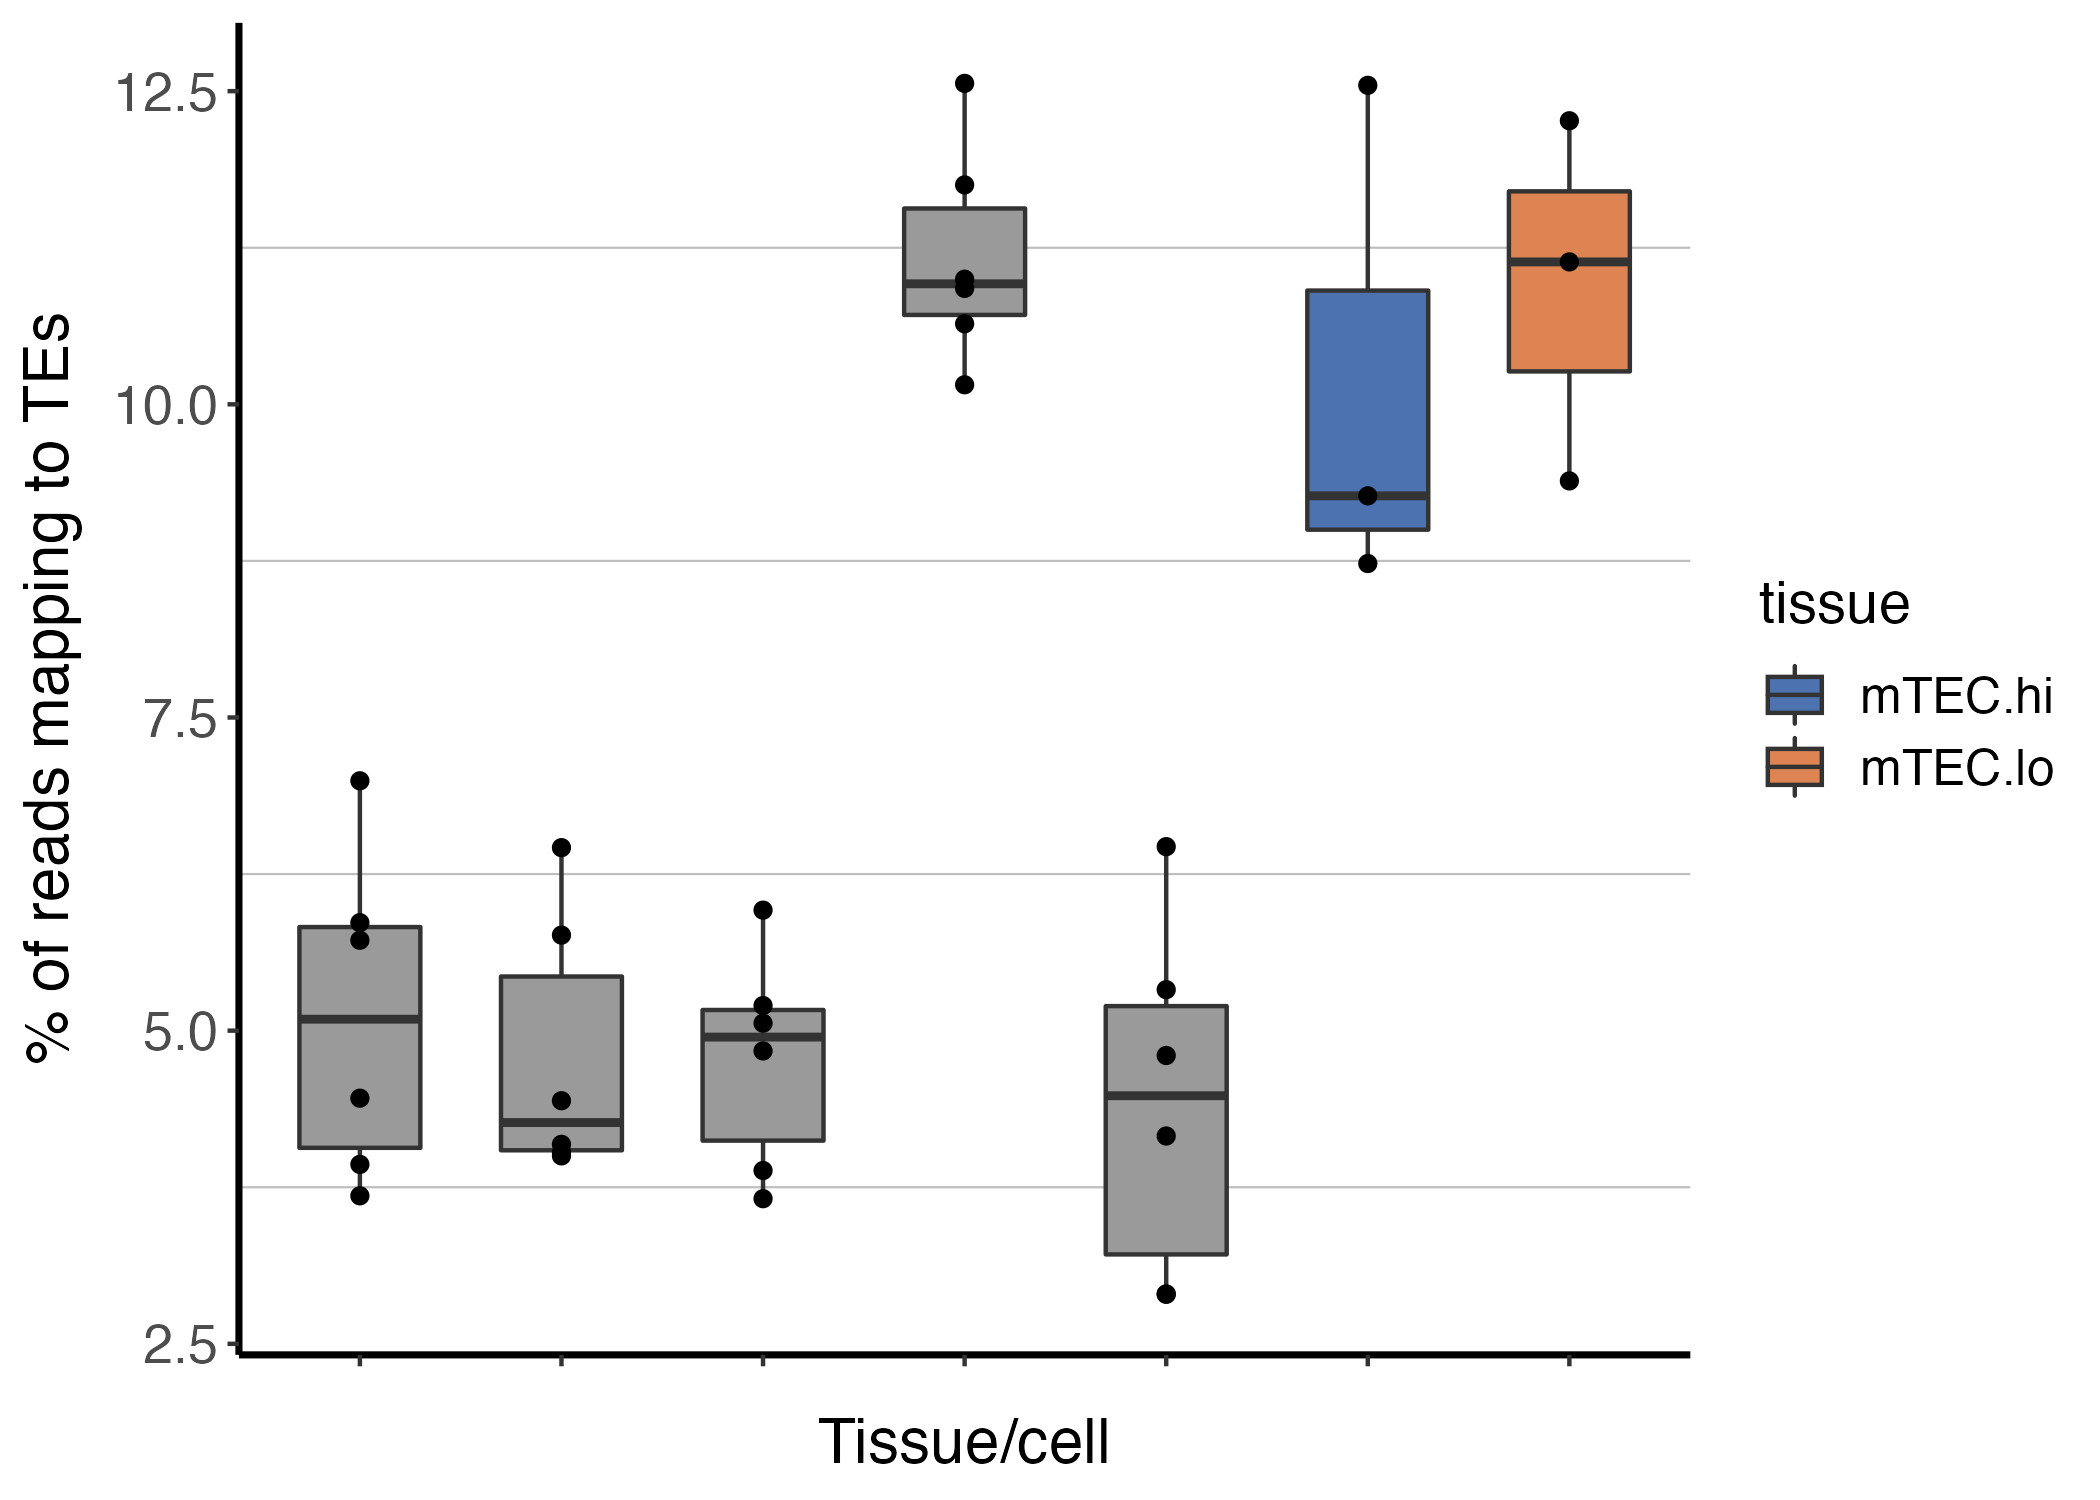 % of reads mapping to TEs
12.5
10.0
7.5
5.0
2.5
Tissue/cell
tissue
mTEC.hi
mTEC.lo